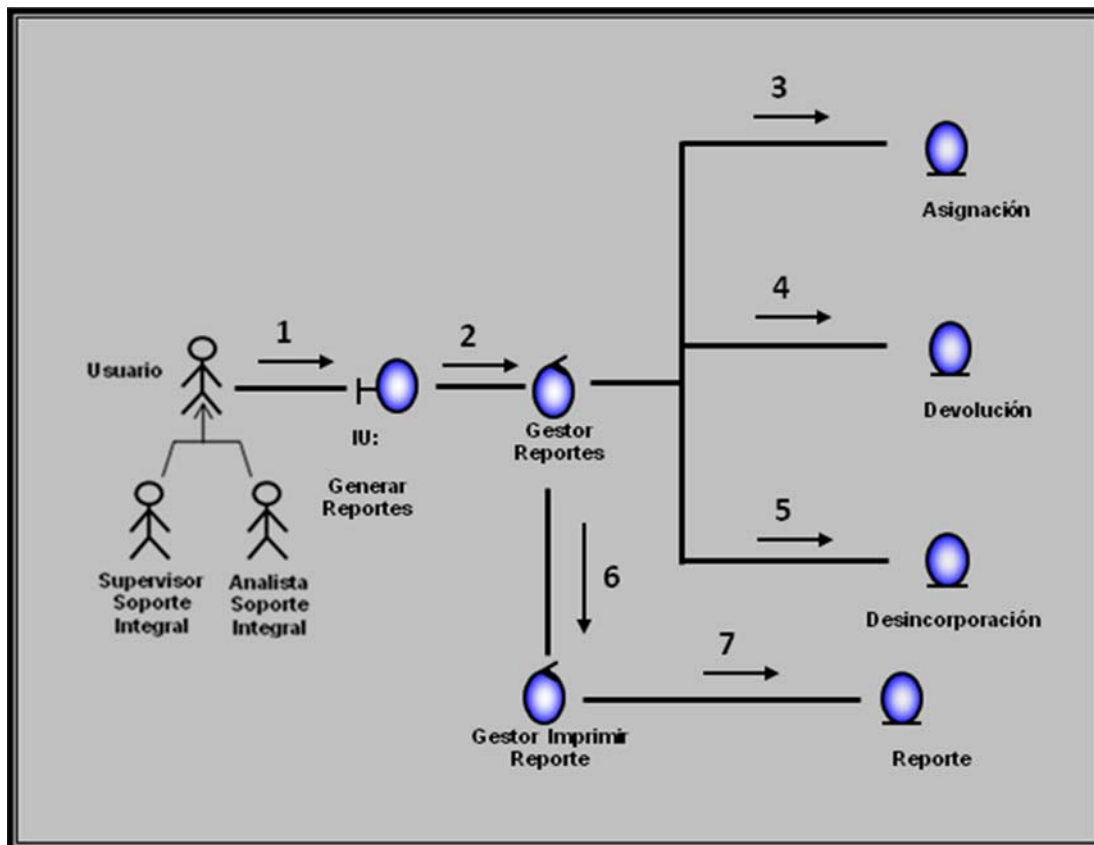 3
Asignación
4
Devolución
1
2
Usuario
IU:
Generar
Reportes
Gestor
Reportes
5
Desincorporación
Supervisor
Soporte
Integral
Analista
Soporte
Integral
6
7
Gestor Imprimir
Reporte
Reporte